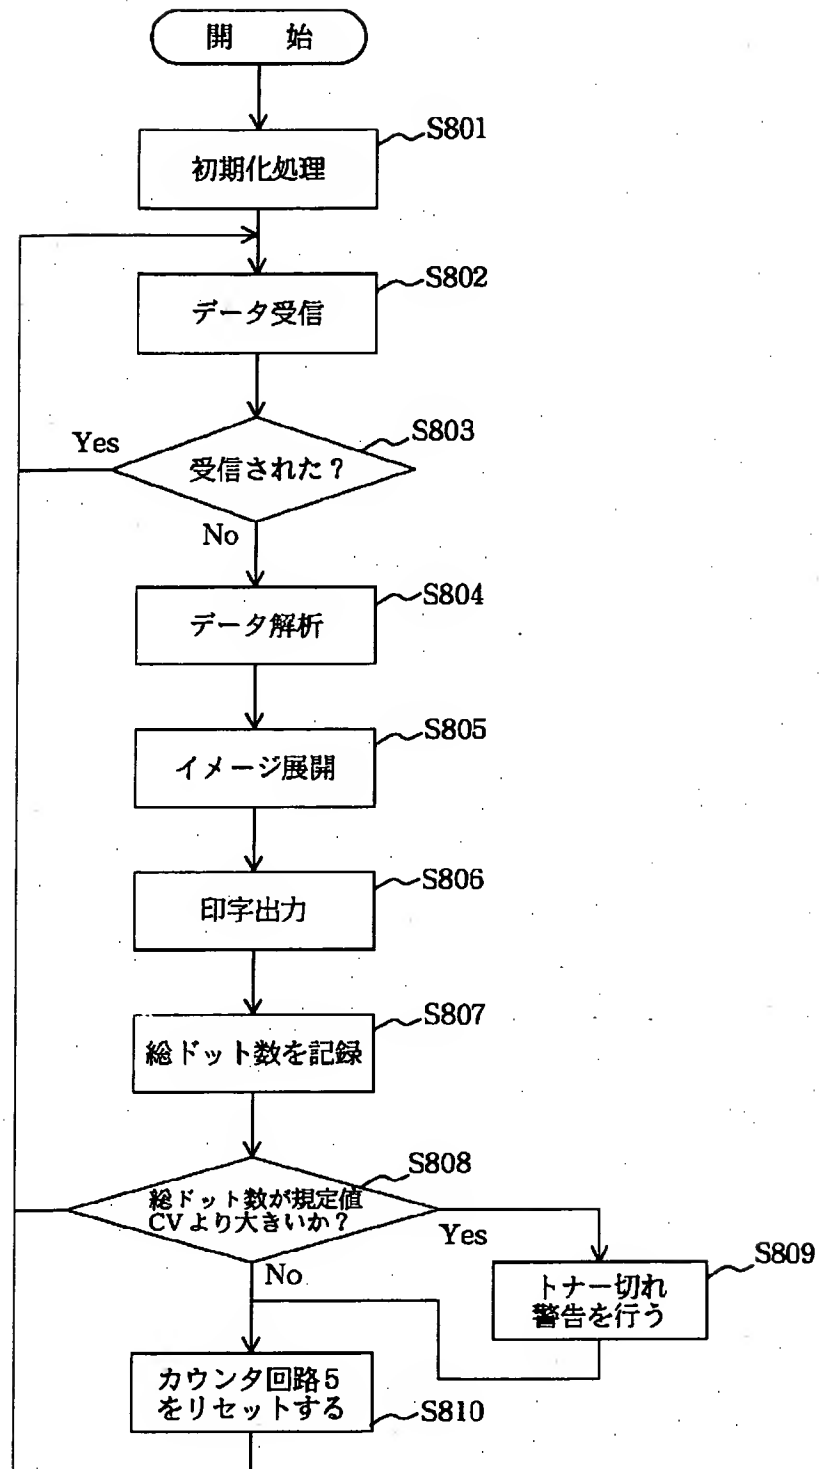 開 始
S801
初期化処理
S802
データ受信
S803
Yes
受信された？
No
S804
データ解析
S805
イメージ展開
S806
印字出力
S807
総ドット数を記録
S808
総ドット数が規定値
CVより大きいか？
Yes
No
S809
トナー切れ
警告を行う
カウンタ回路5
をリセットする
S810